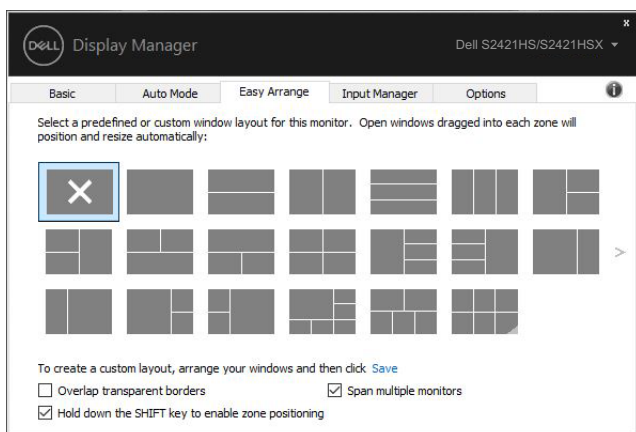 x
DELL Display Manager Dell S2421HS/S2421HSX
Basic Auto Mode Easy Arrange Input Manager Options i
Select a predefined or custom window layout for this monitor. Open windows dragged into each zone will
position and resize automatically:
>
To create a custom layout, arrange your windows and then click Save
Overlap transparent borders Span multiple monitors
Hold down the SHIFT key to enable zone positioning